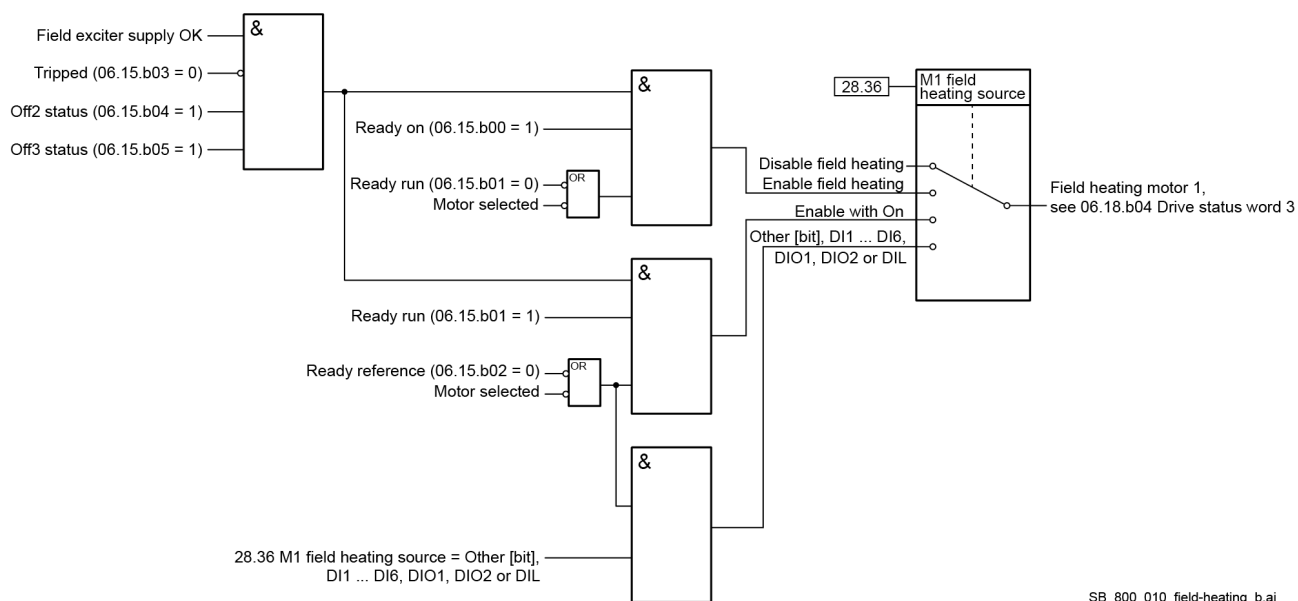 Field exciter supply OK
&
Tripped (06.15.b03 = 0)
Off2 status (06.15.b04 = 1)
Off3 status (06.15.b05 = 1)
&
Ready on (06.15.b00 = 1)
Ready run (06.15.b01 = 0)
OR
Motor selected
28.36
M1 field
heating source
Disable field heating
Enable field heating
Enable with On
Other [bit], DI1 ... DI6,
DIO1, DIO2 or DIL
Field heating motor 1,
see 06.18.b04 Drive status word 3
&
Ready run (06.15.b01 = 1)
Ready reference (06.15.b02 = 0)
OR
Motor selected
&
28.36 M1 field heating source = Other [bit],
DI1 ... DI6, DIO1, DIO2 or DIL
SB_800_010_field-heating_b.ai